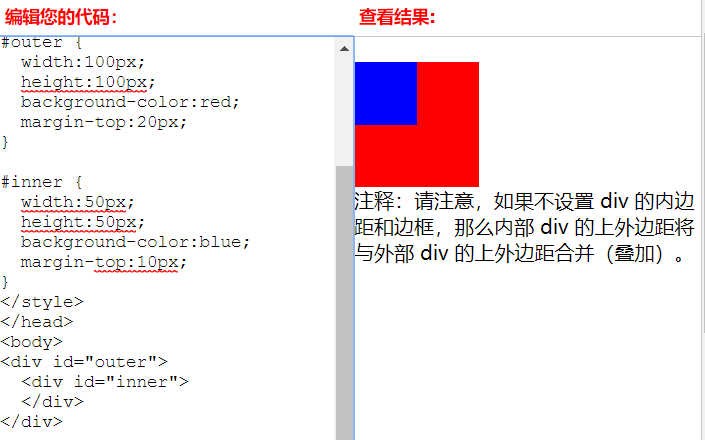 编辑您的代码：
查看结果:
#outer {
  width:100px;
  height:100px;
  background-color:red;
  margin-top:20px;
}
#inner {
  width:50px;
  height:50px;
  background-color:blue;
  margin-top:10px;
}
</style>
</head>
<body>
<div id="outer">
  <div id="inner">
  </div>
</div>
注释：请注意，如果不设置 div 的内边
距和边框，那么内部 div 的上外边距将
与外部 div 的上外边距合并（叠加）。